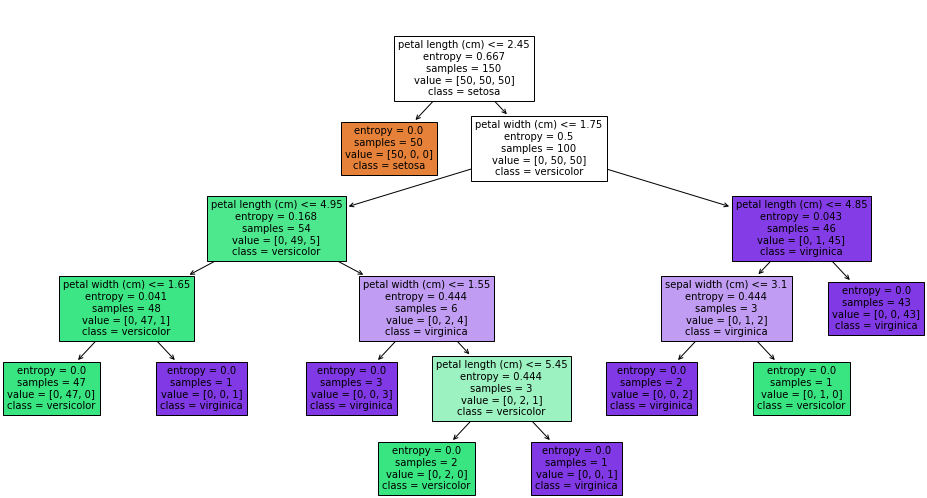 petal length (cm) <= 2.45
entropy = 0.667
samples = 150
value = [50, 50, 50]
class = setosa
entropy = 0.0
samples = 50
value = [50, 0, 0]
class = setosa
petal width (cm) <= 1.75
entropy = 0.5
samples = 100
value = [0, 50, 50]
class = versicolor
petal length (cm) <= 4.95
entropy = 0.168
samples = 54
value = [0, 49, 5]
class = versicolor
petal length (cm) <= 4.85
entropy = 0.043
samples = 46
value = [0, 1, 45]
class = virginica
petal width (cm) <= 1.65
entropy = 0.041
samples = 48
value = [0, 47, 1]
class = versicolor
petal width (cm) <= 1.55
entropy = 0.444
samples = 6
value = [0, 2, 4]
class = virginica
sepal width (cm) <= 3.1
entropy = 0.444
samples = 3
value = [0, 1, 2]
class = virginica
entropy = 0.0
samples = 43
value = [0, 0, 43]
class = virginica
entropy = 0.0
samples = 47
value = [0, 47, 0]
class = versicolor
entropy = 0.0
samples = 1
value = [0, 0, 1]
class = virginica
entropy = 0.0
samples = 3
value = [0, 0, 3]
class = virginica
petal length (cm) <= 5.45
entropy = 0.444
samples = 3
value = [0, 2, 1]
class = versicolor
entropy = 0.0
samples = 2
value = [0, 0, 2]
class = virginica
entropy = 0.0
samples = 1
value = [0, 1, 0]
class = versicolor
entropy = 0.0
samples = 2
value = [0, 2, 0]
class = versicolor
entropy = 0.0
samples = 1
value = [0, 0, 1]
class = virginica